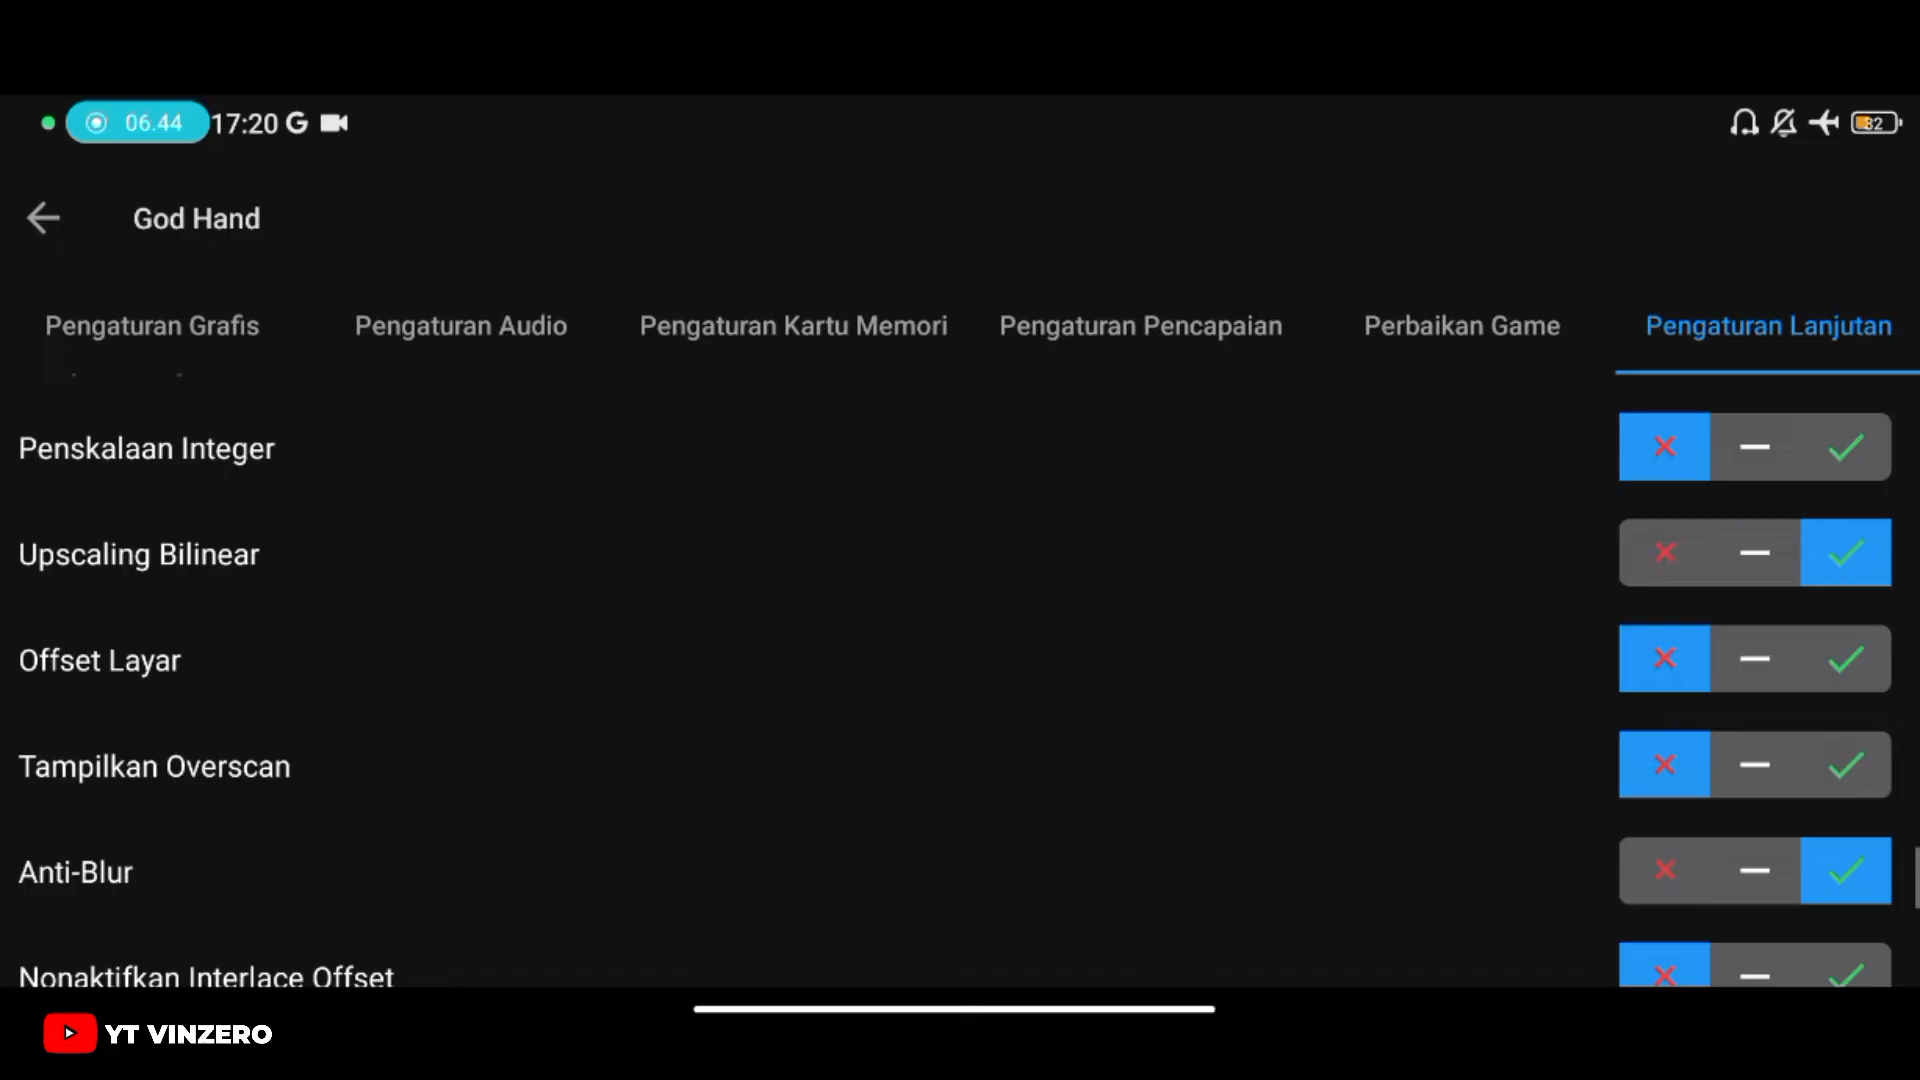 06.44 17:20 G 32
God Hand
Pengaturan Grafis Pengaturan Audio Pengaturan Kartu Memori Pengaturan Pencapaian Perbaikan Game Pengaturan Lanjutan
Penskalaan Integer
Upscaling Bilinear
Offset Layar
Tampilkan Overscan
Anti-Blur
Nonaktifkan Interlace Offset
YT VINZERO